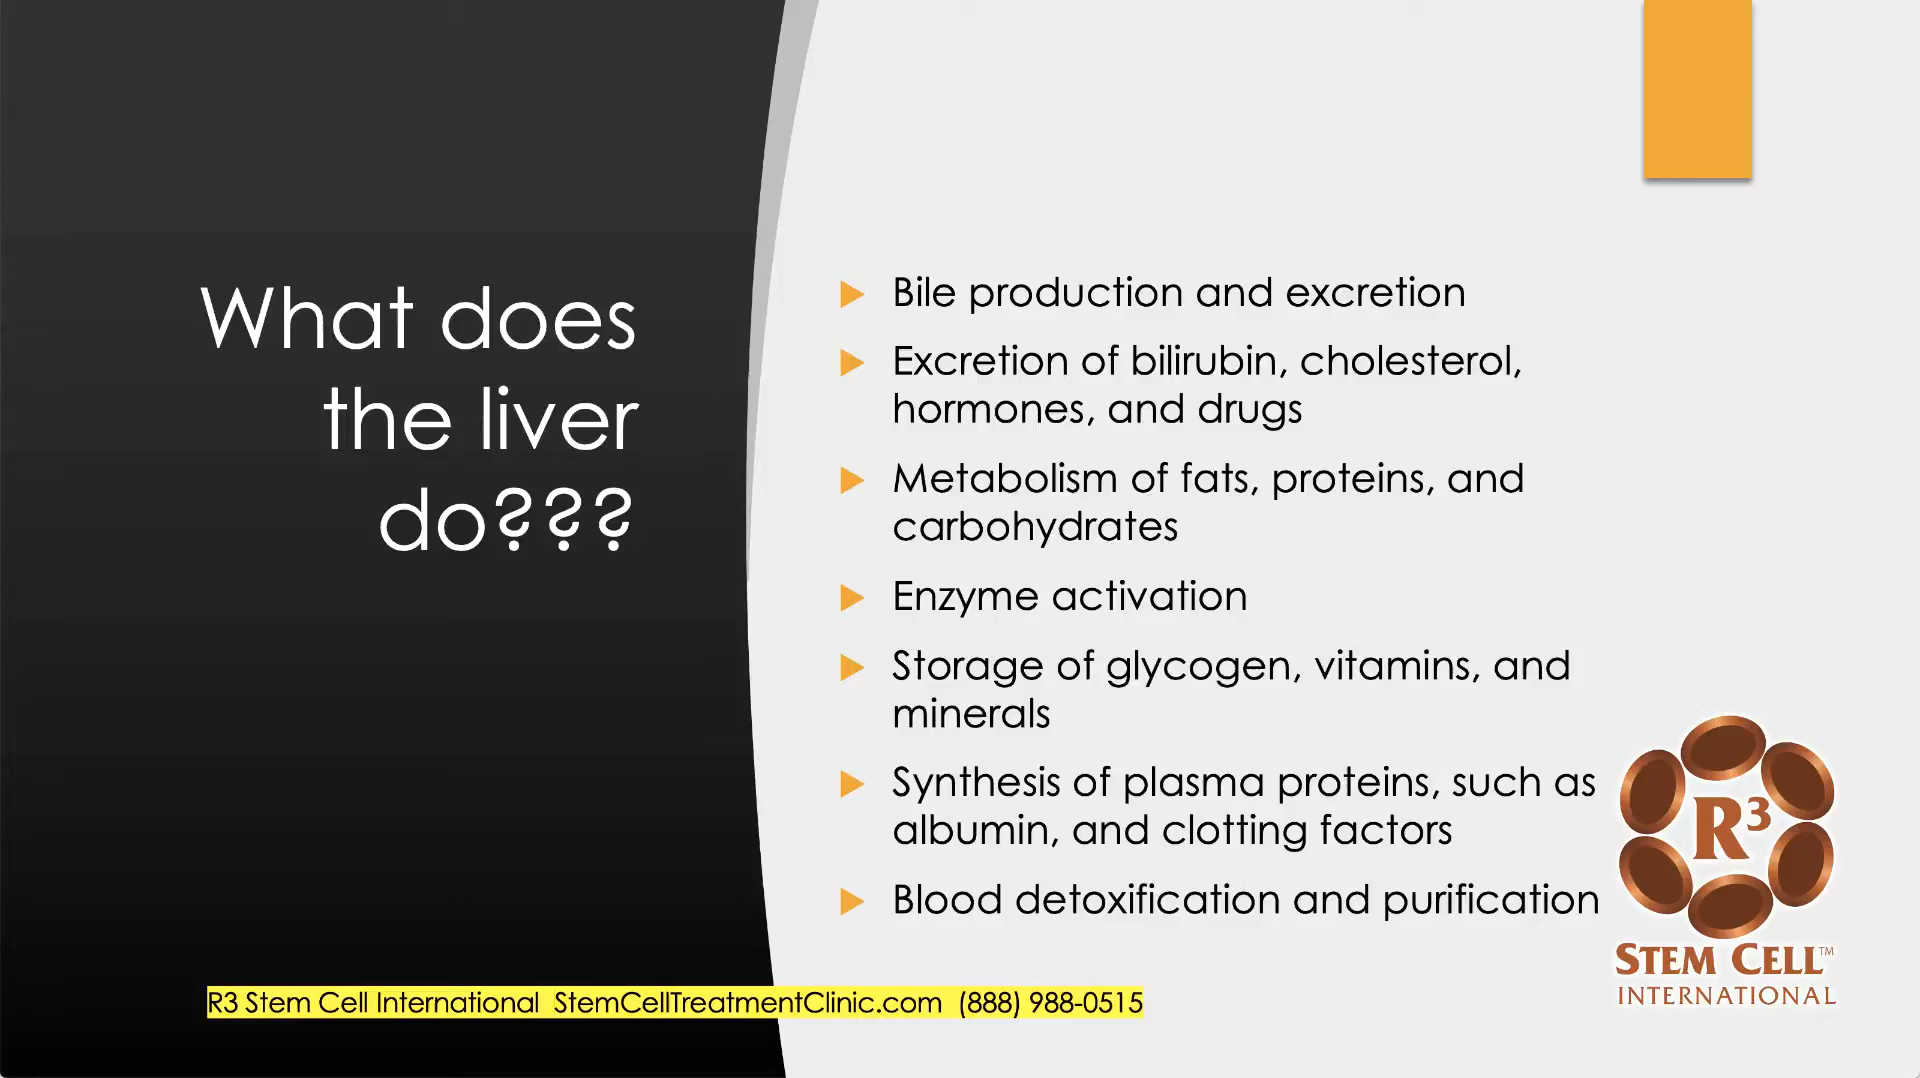 What does
the liver
do???
Bile production and excretion
Excretion of bilirubin, cholesterol,
hormones, and drugs
Metabolism of fats, proteins, and
carbohydrates
Enzyme activation
Storage of glycogen, vitamins, and
minerals
Synthesis of plasma proteins, such as
albumin, and clotting factors
Blood detoxification and purification
R3
STEM CELL™
INTERNATIONAL
R3 Stem Cell International  StemCellTreatmentClinic.com  (888) 988-0515